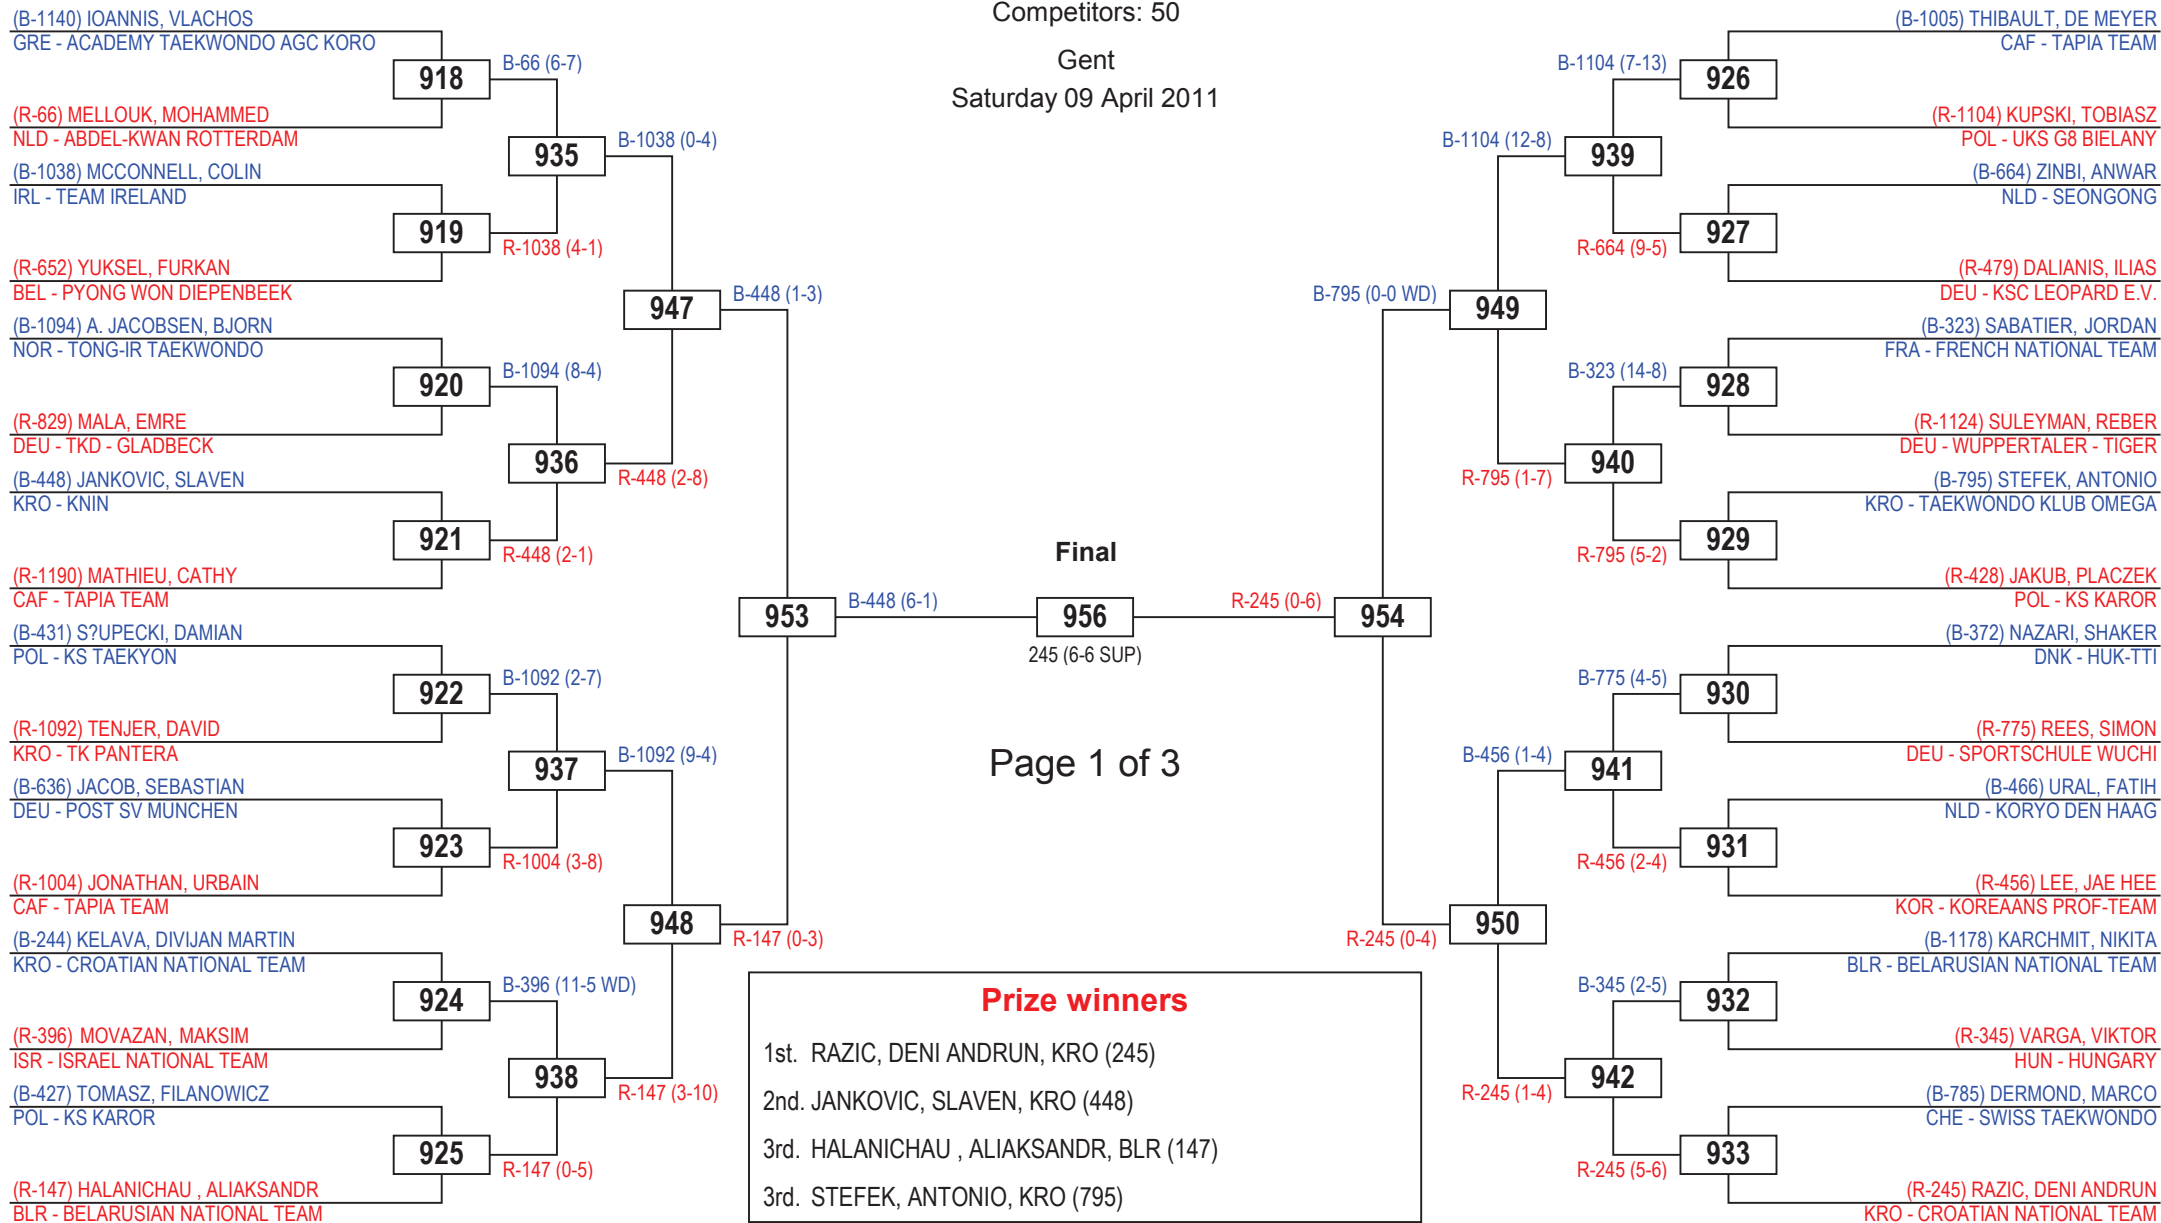 Competitors: 50
Gent
Saturday 09 April 2011
(B-1140) IOANNIS, VLACHOS
GRE - ACADEMY TAEKWONDO AGC KORO
918
B-66 (6-7)
(R-66) MELLOUK, MOHAMMED
NLD - ABDEL-KWAN ROTTERDAM
935
B-1038 (0-4)
(B-1038) MCCONNELL, COLIN
IRL - TEAM IRELAND
919
R-1038 (4-1)
(R-652) YUKSEL, FURKAN
BEL - PYONG WON DIEPENBEEK
947
B-448 (1-3)
(B-1094) A. JACOBSEN, BJORN
NOR - TONG-IR TAEKWONDO
920
B-1094 (8-4)
(R-829) MALA, EMRE
DEU - TKD - GLADBECK
936
R-448 (2-8)
(B-448) JANKOVIC, SLAVEN
KRO - KNIN
921
R-448 (2-1)
(R-1190) MATHIEU, CATHY
CAF - TAPIA TEAM
953
B-448 (6-1)
(B-431) S?UPECKI, DAMIAN
POL - KS TAEKYON
922
B-1092 (2-7)
(R-1092) TENJER, DAVID
KRO - TK PANTERA
937
B-1092 (9-4)
(B-636) JACOB, SEBASTIAN
DEU - POST SV MUNCHEN
923
R-1004 (3-8)
(R-1004) JONATHAN, URBAIN
CAF - TAPIA TEAM
948
R-147 (0-3)
(B-244) KELAVA, DIVIJAN MARTIN
KRO - CROATIAN NATIONAL TEAM
924
B-396 (11-5 WD)
(R-396) MOVAZAN, MAKSIM
ISR - ISRAEL NATIONAL TEAM
938
R-147 (3-10)
(B-427) TOMASZ, FILANOWICZ
POL - KS KAROR
925
R-147 (0-5)
(R-147) HALANICHAU , ALIAKSANDR
BLR - BELARUSIAN NATIONAL TEAM
Final
956
245 (6-6 SUP)
Page 1 of 3
(B-1005) THIBAULT, DE MEYER
CAF - TAPIA TEAM
B-1104 (7-13)
926
(R-1104) KUPSKI, TOBIASZ
POL - UKS G8 BIELANY
B-1104 (12-8)
939
(B-664) ZINBI, ANWAR
NLD - SEONGONG
R-664 (9-5)
927
(R-479) DALIANIS, ILIAS
DEU - KSC LEOPARD E.V.
B-795 (0-0 WD)
949
(B-323) SABATIER, JORDAN
FRA - FRENCH NATIONAL TEAM
B-323 (14-8)
928
(R-1124) SULEYMAN, REBER
DEU - WUPPERTALER - TIGER
R-795 (1-7)
940
(B-795) STEFEK, ANTONIO
KRO - TAEKWONDO KLUB OMEGA
R-795 (5-2)
929
(R-428) JAKUB, PLACZEK
POL - KS KAROR
R-245 (0-6)
954
(B-372) NAZARI, SHAKER
DNK - HUK-TTI
B-775 (4-5)
930
(R-775) REES, SIMON
DEU - SPORTSCHULE WUCHI
B-456 (1-4)
941
(B-466) URAL, FATIH
NLD - KORYO DEN HAAG
R-456 (2-4)
931
(R-456) LEE, JAE HEE
KOR - KOREAANS PROF-TEAM
R-245 (0-4)
950
(B-1178) KARCHMIT, NIKITA
BLR - BELARUSIAN NATIONAL TEAM
B-345 (2-5)
932
(R-345) VARGA, VIKTOR
HUN - HUNGARY
R-245 (1-4)
942
(B-785) DERMOND, MARCO
CHE - SWISS TAEKWONDO
R-245 (5-6)
933
(R-245) RAZIC, DENI ANDRUN
KRO - CROATIAN NATIONAL TEAM
Prize winners
1st. RAZIC, DENI ANDRUN, KRO (245)
2nd. JANKOVIC, SLAVEN, KRO (448)
3rd. HALANICHAU , ALIAKSANDR, BLR (147)
3rd. STEFEK, ANTONIO, KRO (795)